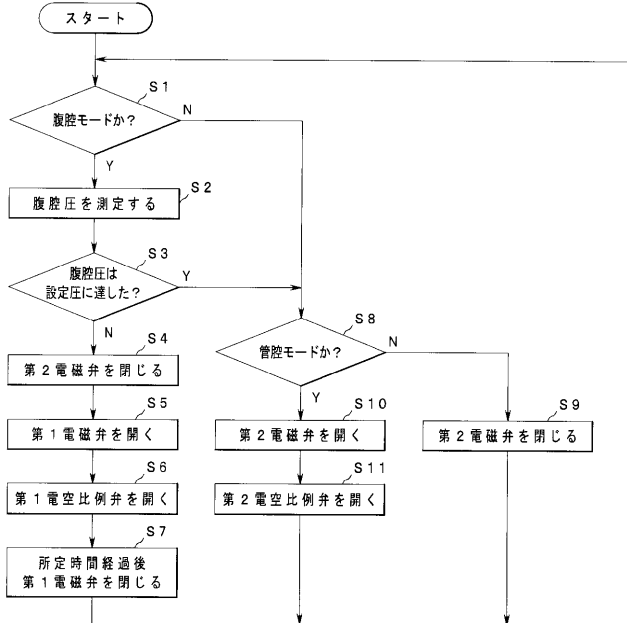 スタート
S1
腹腔モードか?
N
Y
S2
腹腔圧を測定する
S3
腹腔圧は
設定圧に達した?
Y
N
S4
第2電磁弁を閉じる
S5
第1電磁弁を開く
S6
第1電空比例弁を開く
S7
所定時間経過後
第1電磁弁を閉じる
S8
管腔モードか?
N
Y
S10
第2電磁弁を開く
S11
第2電空比例弁を開く
S9
第2電磁弁を閉じる